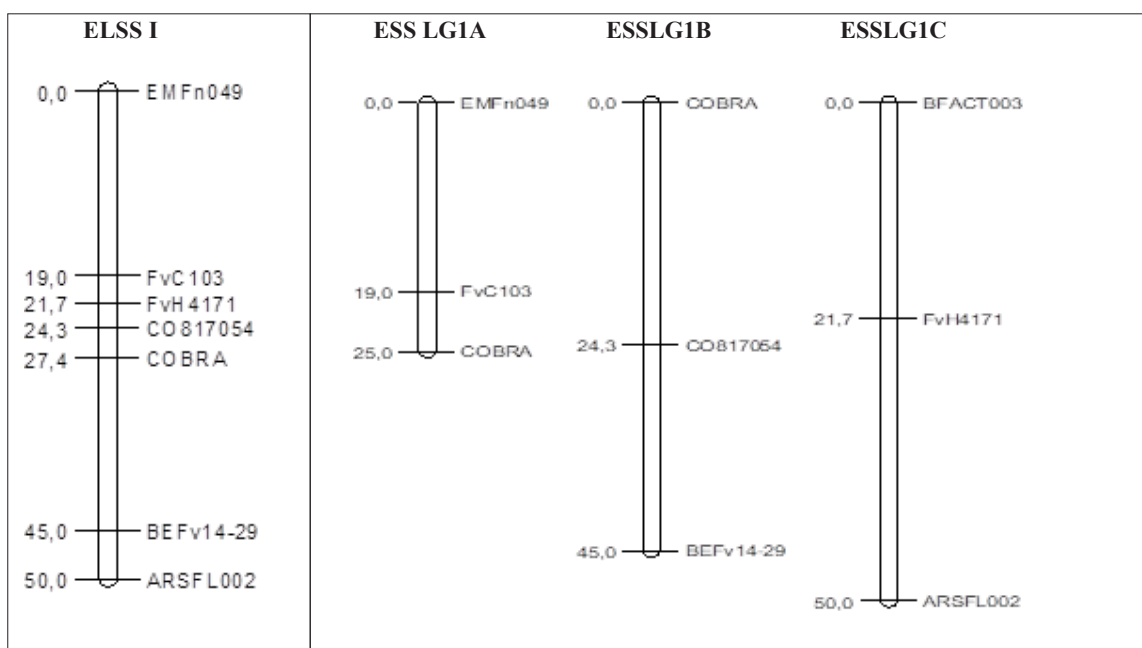 ELSS I
0,0 EMFn049
19,0 FvC103
21,7 FvH4171
24,3 CO817054
27,4 COBRA
45,0 BEFv14-29
50,0 ARSFL002
ESS LG1A
0,0 EMFn049
19,0 FvC103
25,0 COBRA
ESSLG1B
0,0 COBRA
24,3 CO817054
45,0 BEFv14-29
ESSLG1C
0,0 BFACT003
21,7 FvH4171
50,0 ARSFL002